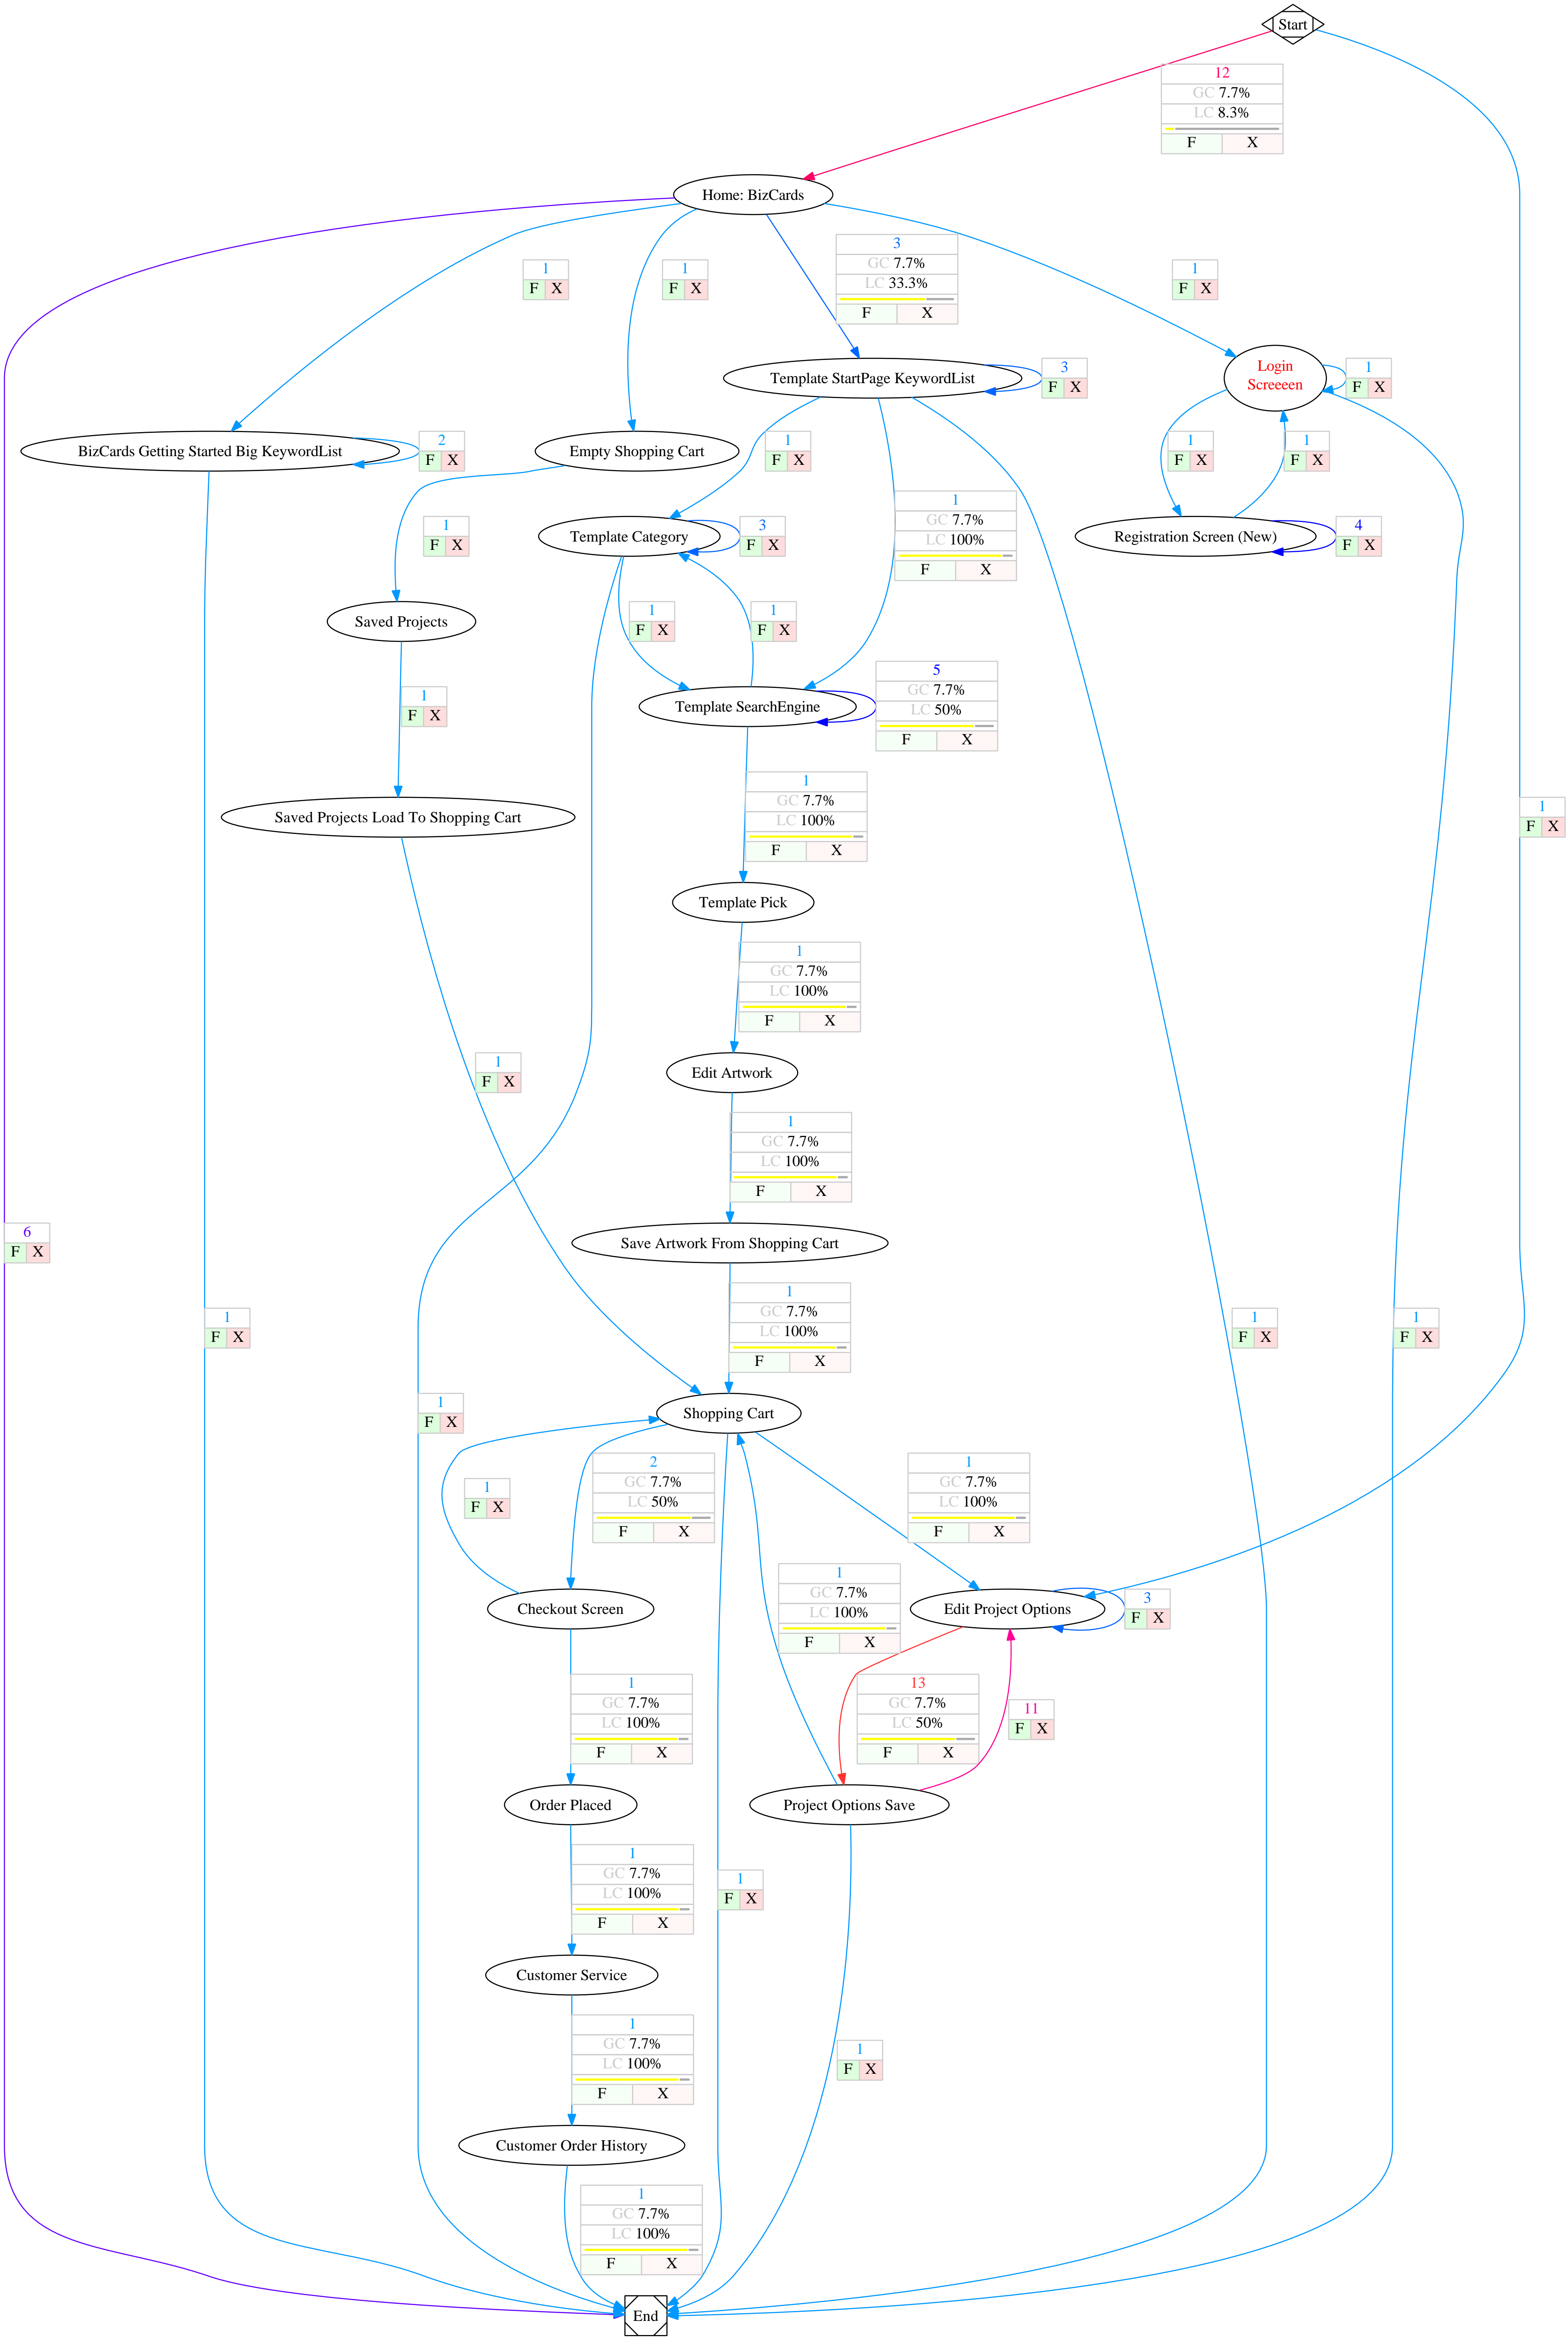 Start
12
GC 7.7%
LC 8.3%
F X
Home: BizCards
3
GC 7.7%
LC 33.3%
F X
1
F X
1
F X
1
F X
Login
Screeeen
1
F X
Template StartPage KeywordList
3
F X
BizCards Getting Started Big KeywordList
2
F X
Empty Shopping Cart
1
F X
1
F X
1
F X
1
GC 7.7%
LC 100%
F X
1
F X
Template Category
3
F X
Registration Screen (New)
4
F X
Saved Projects
1
F X
1
F X
1
F X
Template SearchEngine
5
GC 7.7%
LC 50%
F X
1
GC 7.7%
LC 100%
F X
Saved Projects Load To Shopping Cart
1
F X
Template Pick
1
GC 7.7%
LC 100%
F X
Edit Artwork
1
F X
1
GC 7.7%
LC 100%
F X
Save Artwork From Shopping Cart
6
F X
1
F X
1
F X
1
F X
1
GC 7.7%
LC 100%
F X
1
F X
Shopping Cart
1
F X
2
GC 7.7%
LC 50%
F X
1
GC 7.7%
LC 100%
F X
1
GC 7.7%
LC 100%
F X
Checkout Screen
Edit Project Options
3
F X
1
GC 7.7%
LC 100%
F X
13
GC 7.7%
LC 50%
F X
11
F X
Order Placed
Project Options Save
1
GC 7.7%
LC 100%
F X
1
F X
Customer Service
1
GC 7.7%
LC 100%
F X
1
F X
Customer Order History
1
GC 7.7%
LC 100%
F X
End